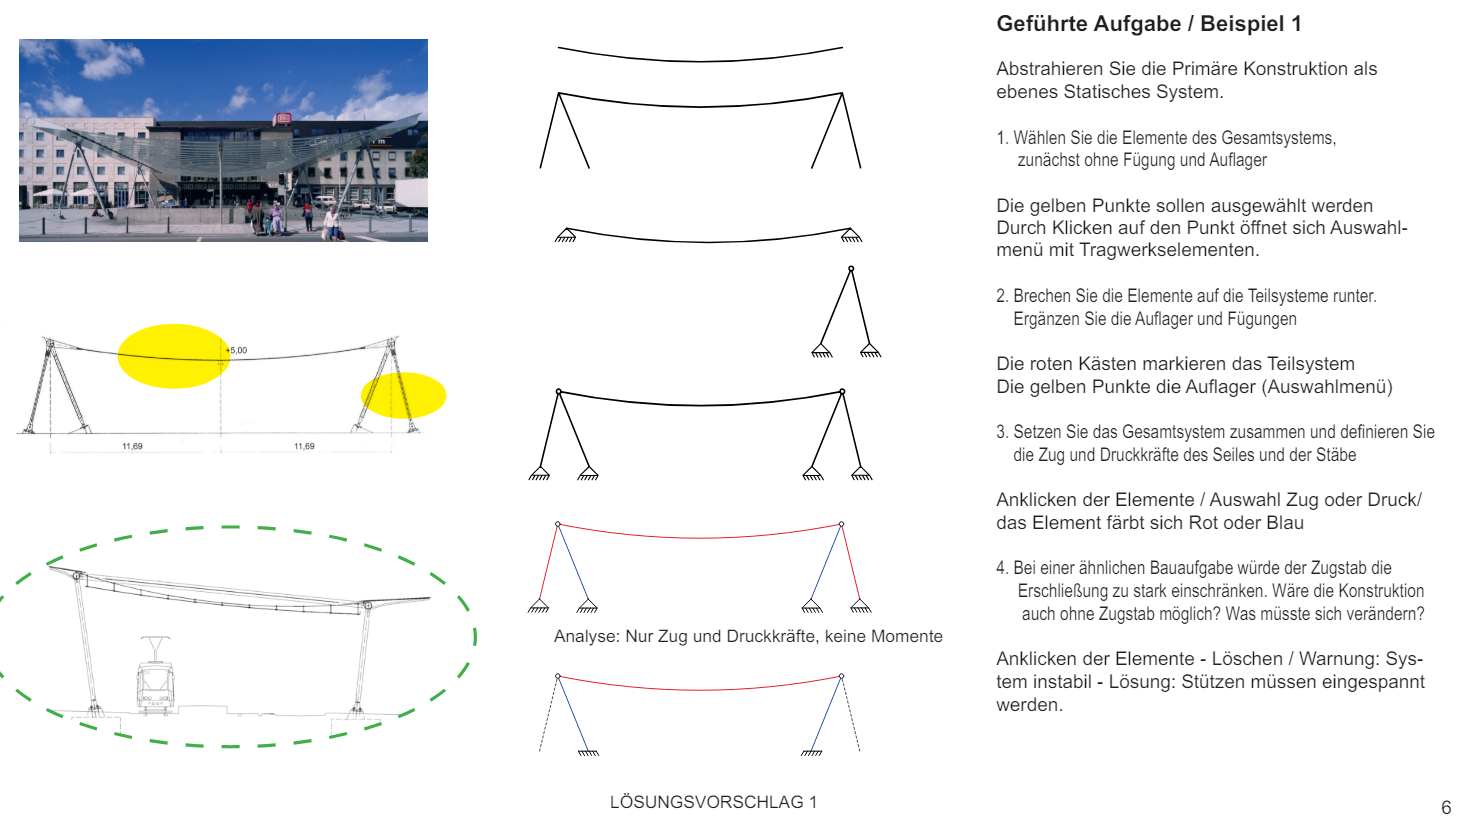 Geführte Aufgabe / Beispiel 1
Abstrahieren Sie die Primäre Konstruktion als
ebenes Statisches System.
1. Wählen Sie die Elemente des Gesamtsystems,
zunächst ohne Fügung und Auflager
Die gelben Punkte sollen ausgewählt werden
Durch Klicken auf den Punkt öffnet sich Auswahl-
menü mit Tragwerkselementen.
2. Brechen Sie die Elemente auf die Teilsysteme runter.
Ergänzen Sie die Auflager und Fügungen
Die roten Kästen markieren das Teilsystem
Die gelben Punkte die Auflager (Auswahlmenü)
3. Setzen Sie das Gesamtsystem zusammen und definieren Sie
die Zug und Druckkräfte des Seiles und der Stäbe
Anklicken der Elemente / Auswahl Zug oder Druck/
das Element färbt sich Rot oder Blau
4. Bei einer ähnlichen Bauaufgabe würde der Zugstab die
Erschließung zu stark einschränken. Wäre die Konstruktion
auch ohne Zugstab möglich? Was müsste sich verändern?
Anklicken der Elemente - Löschen / Warnung: Sys-
tem instabil - Lösung: Stützen müssen eingespannt
werden.
+5,00
11,69
11,69
Analyse: Nur Zug und Druckkräfte, keine Momente
LÖSUNGSVORSCHLAG 1
6